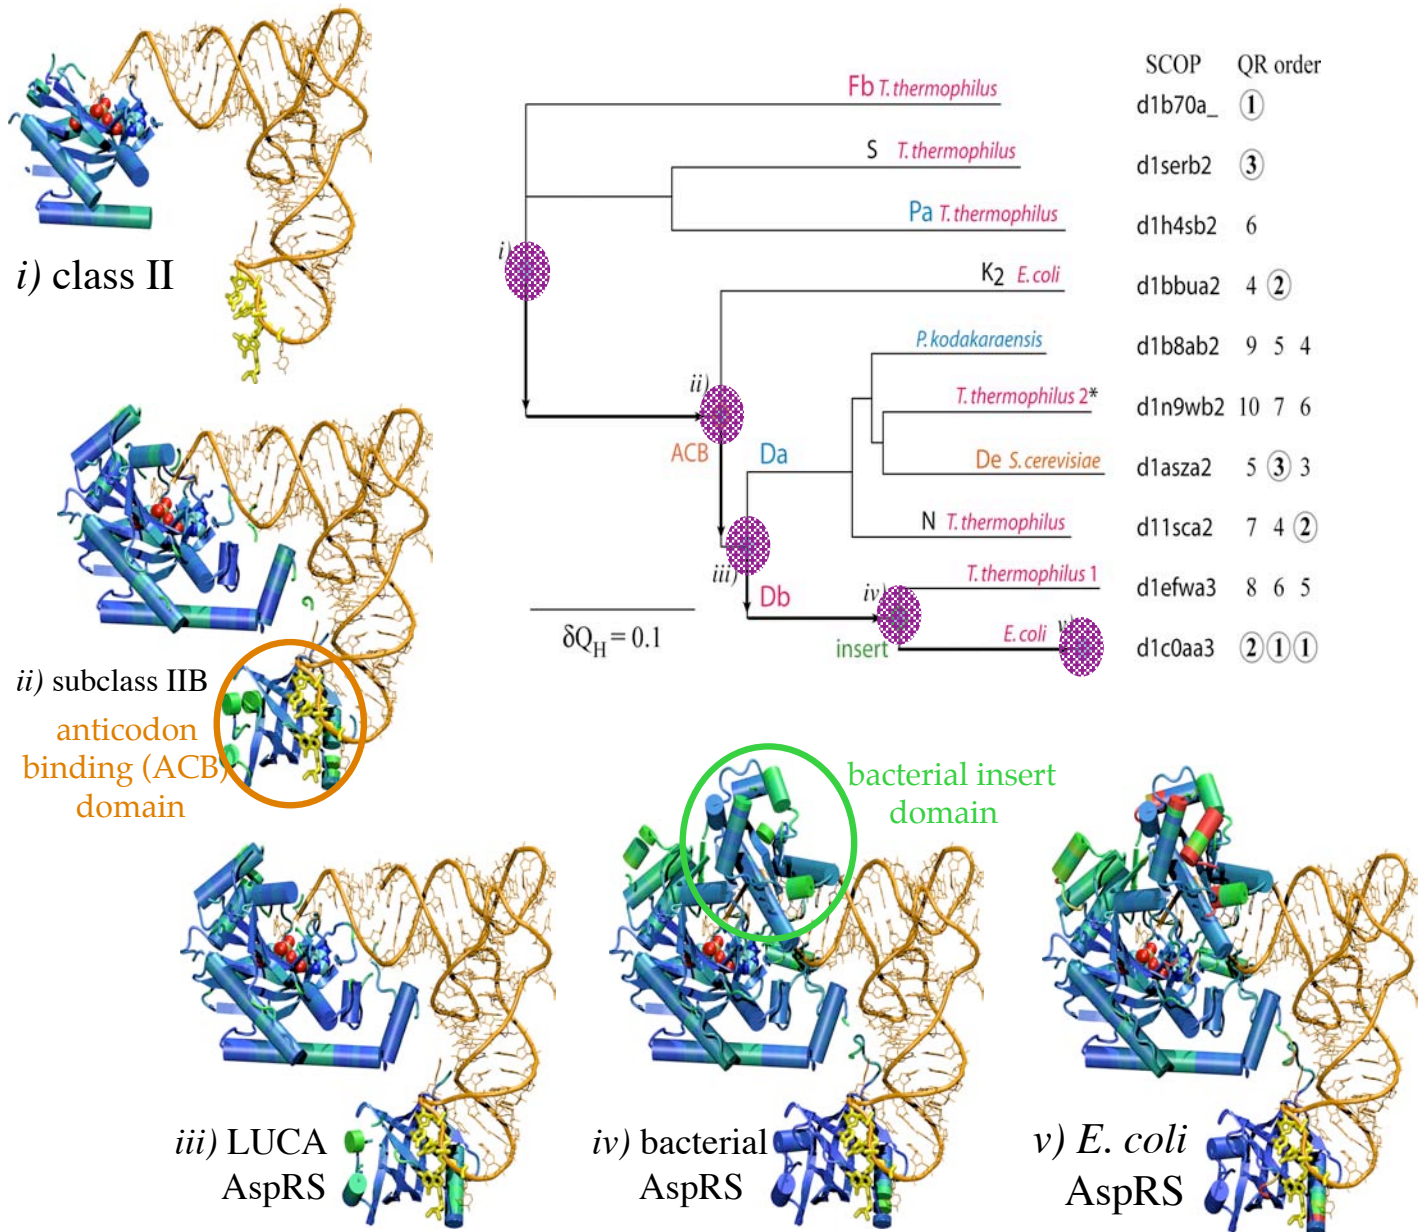 SCOP QR order
Fb T.thermophilus d1b70a_ 1
S T.thermophilus d1serb2 3
Pa T.thermophilus d1h4sb2 6
i)
i) class II
K2 E.coli d1bbua2 4 2
P.kodakaraensis d1b8ab2 9 5 4
ii)
T.thermophilus 2* d1n9wb2 10 7 6
ACB
Da
De S.cerevisiae d1asza2 5 3 3
N T.thermophilus d11sca2 7 4 2
iii)
T.thermophilus 1 d1efwa3 8 6 5
Db
iv)
δQH = 0.1
insert
E.coli
v)
d1c0aa3 2 1 1
ii) subclass IIB
anticodon
binding (ACB)
domain
bacterial insert
domain
iii) LUCA
AspRS
iv) bacterial
AspRS
v) E. coli
AspRS